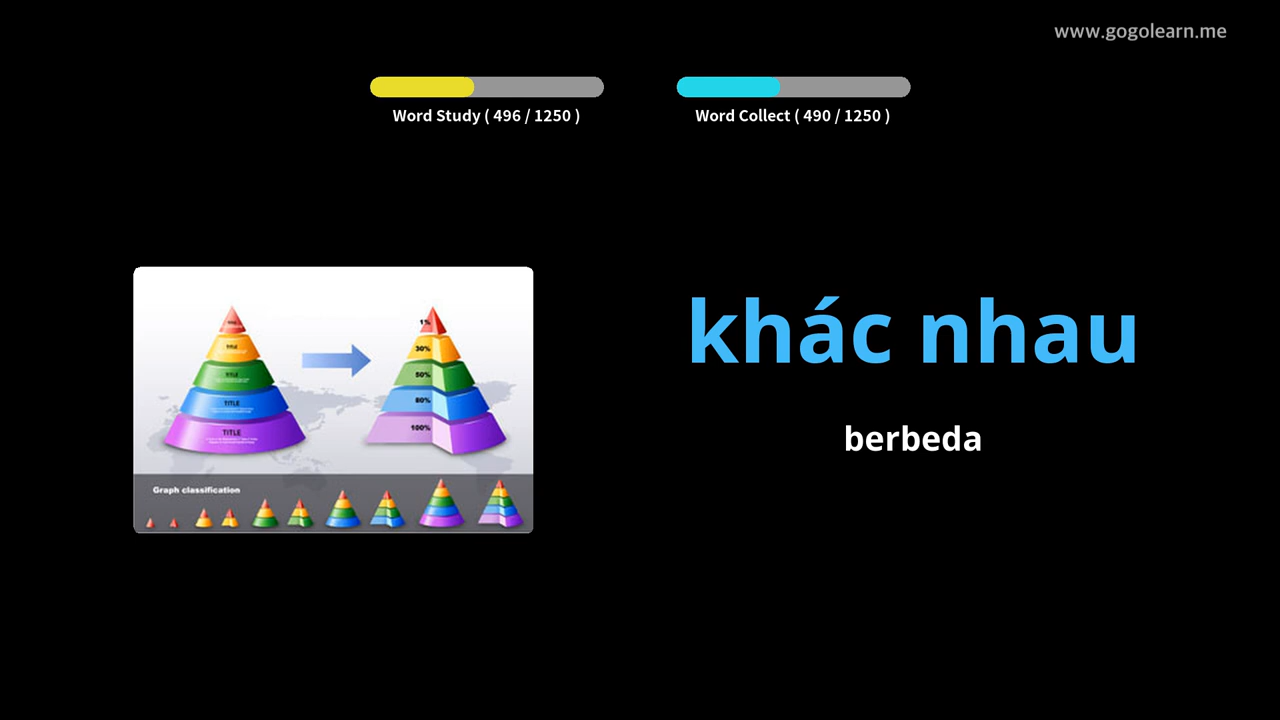 www.gogolearn.me
Word Study ( 496 / 1250 )
Word Collect ( 490 / 1250 )
khác nhau
berbeda
TITLE
TITLE
TITLE
TITLE
1%
30%
50%
80%
100%
Graph classification